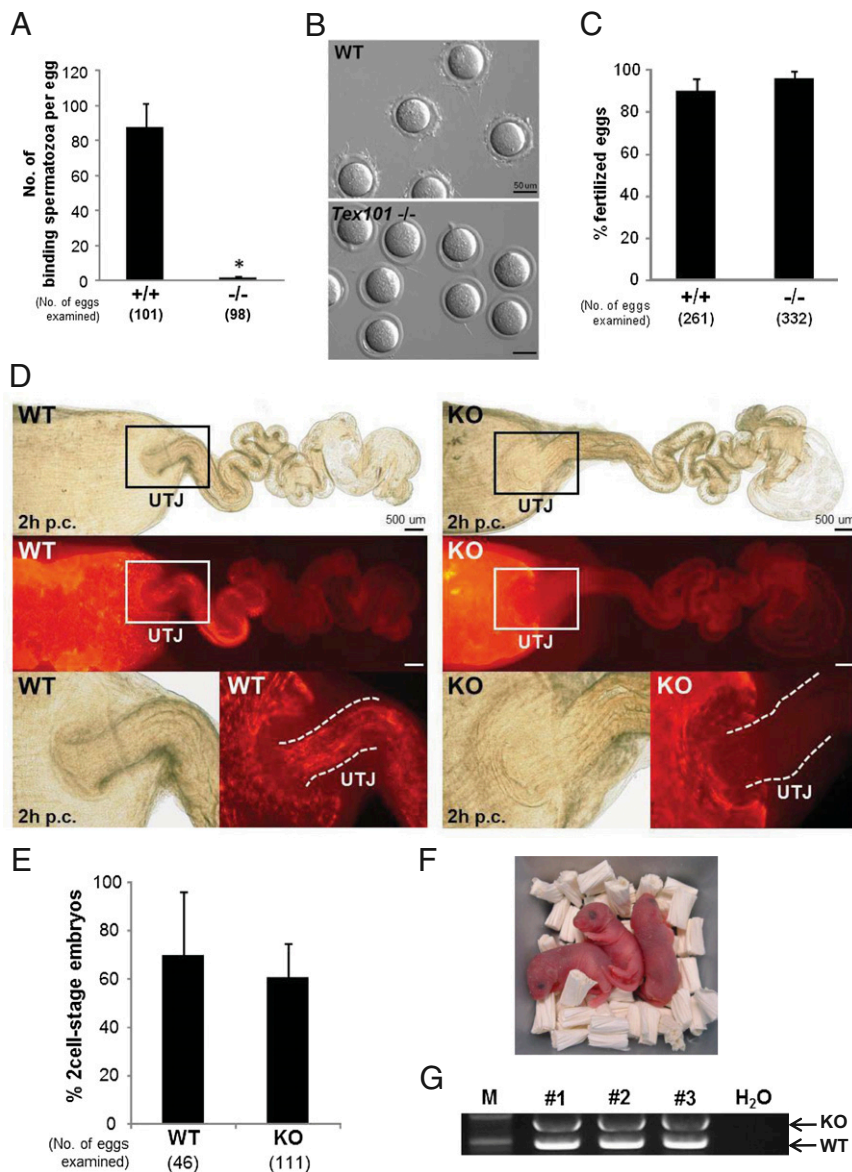 A
No. of
binding spermatozoa per egg
120
100
80
60
40
20
0
*
+/+
-/-
(No. of eggs
examined)
(101)
(98)
B
WT
50 um
Tex101 -/-
C
% fertilized eggs
100
80
60
40
20
0
+/+
-/-
(No. of eggs
examined)
(261)
(332)
D
WT
UTJ
2h p.c.
500 um
KO
UTJ
2h p.c.
500 um
WT
UTJ
KO
UTJ
WT
2h p.c.
WT
UTJ
KO
2h p.c.
KO
UTJ
E
% 2cell-stage embryos
100
80
60
40
20
0
WT
KO
(No. of eggs
examined)
(46)
(111)
F
G
M
#1
#2
#3
H₂O
KO
WT